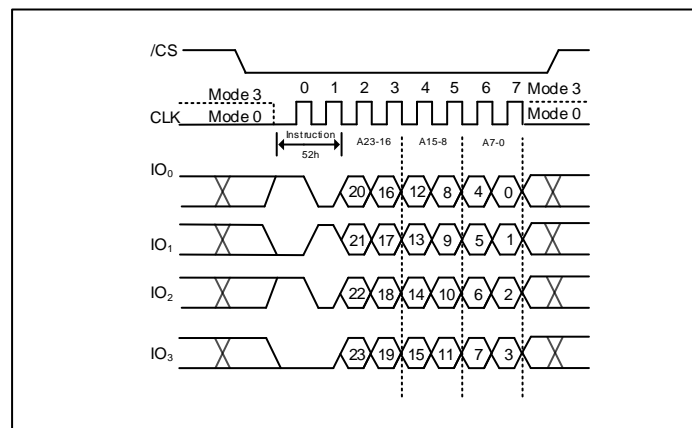 /CS
0 1 2 3 4 5 6 7
Mode 3 Mode 3
CLK Mode 0 Mode 0
Instruction A23-16 A15-8 A7-0
52h
IO0 20 16 12 8 4 0
IO1 21 17 13 9 5 1
IO2 22 18 14 10 6 2
IO3 23 19 15 11 7 3